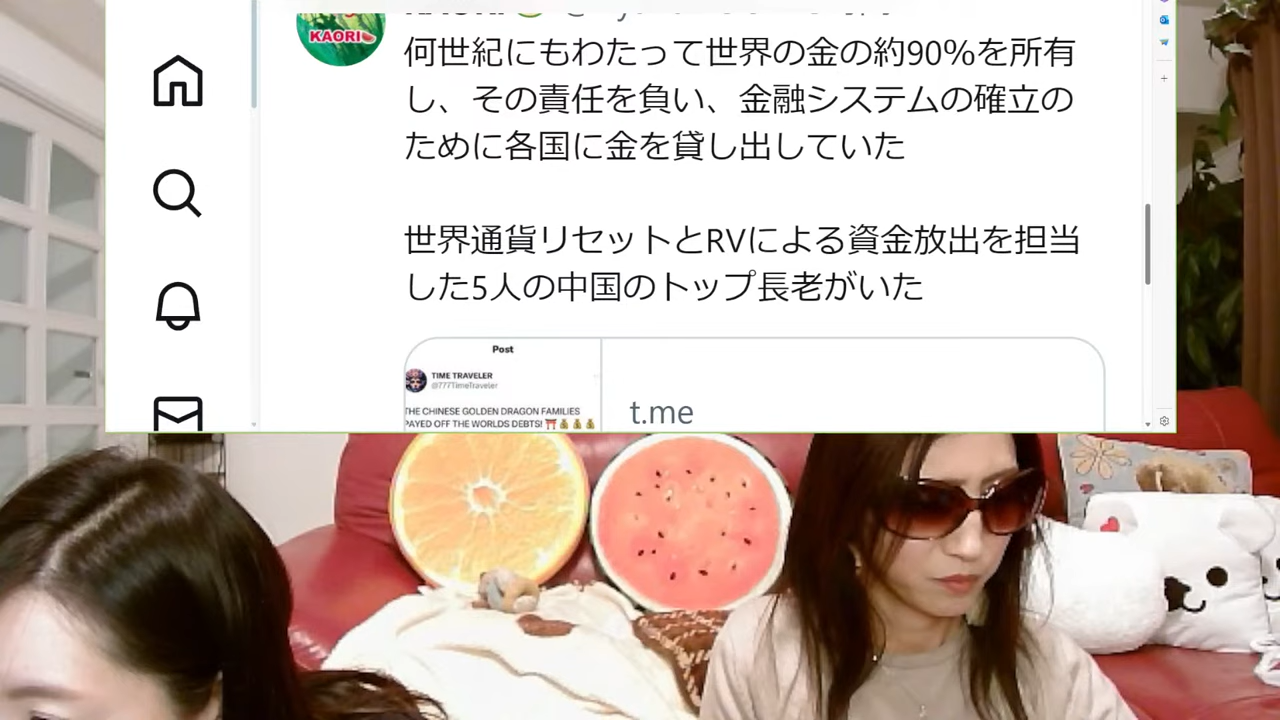 KAORI
何世紀にもわたって世界の金の約90%を所有
し、その責任を負い、金融システムの確立の
ために各国に金を貸し出していた
世界通貨リセットとRVによる資金放出を担当
した5人の中国のトップ長老がいた
Post
TIME TRAVELER
@777TimeTraveler
THE CHINESE GOLDEN DRAGON FAMILIES
PAYED OFF THE WORLDS DEBTS!
t.me